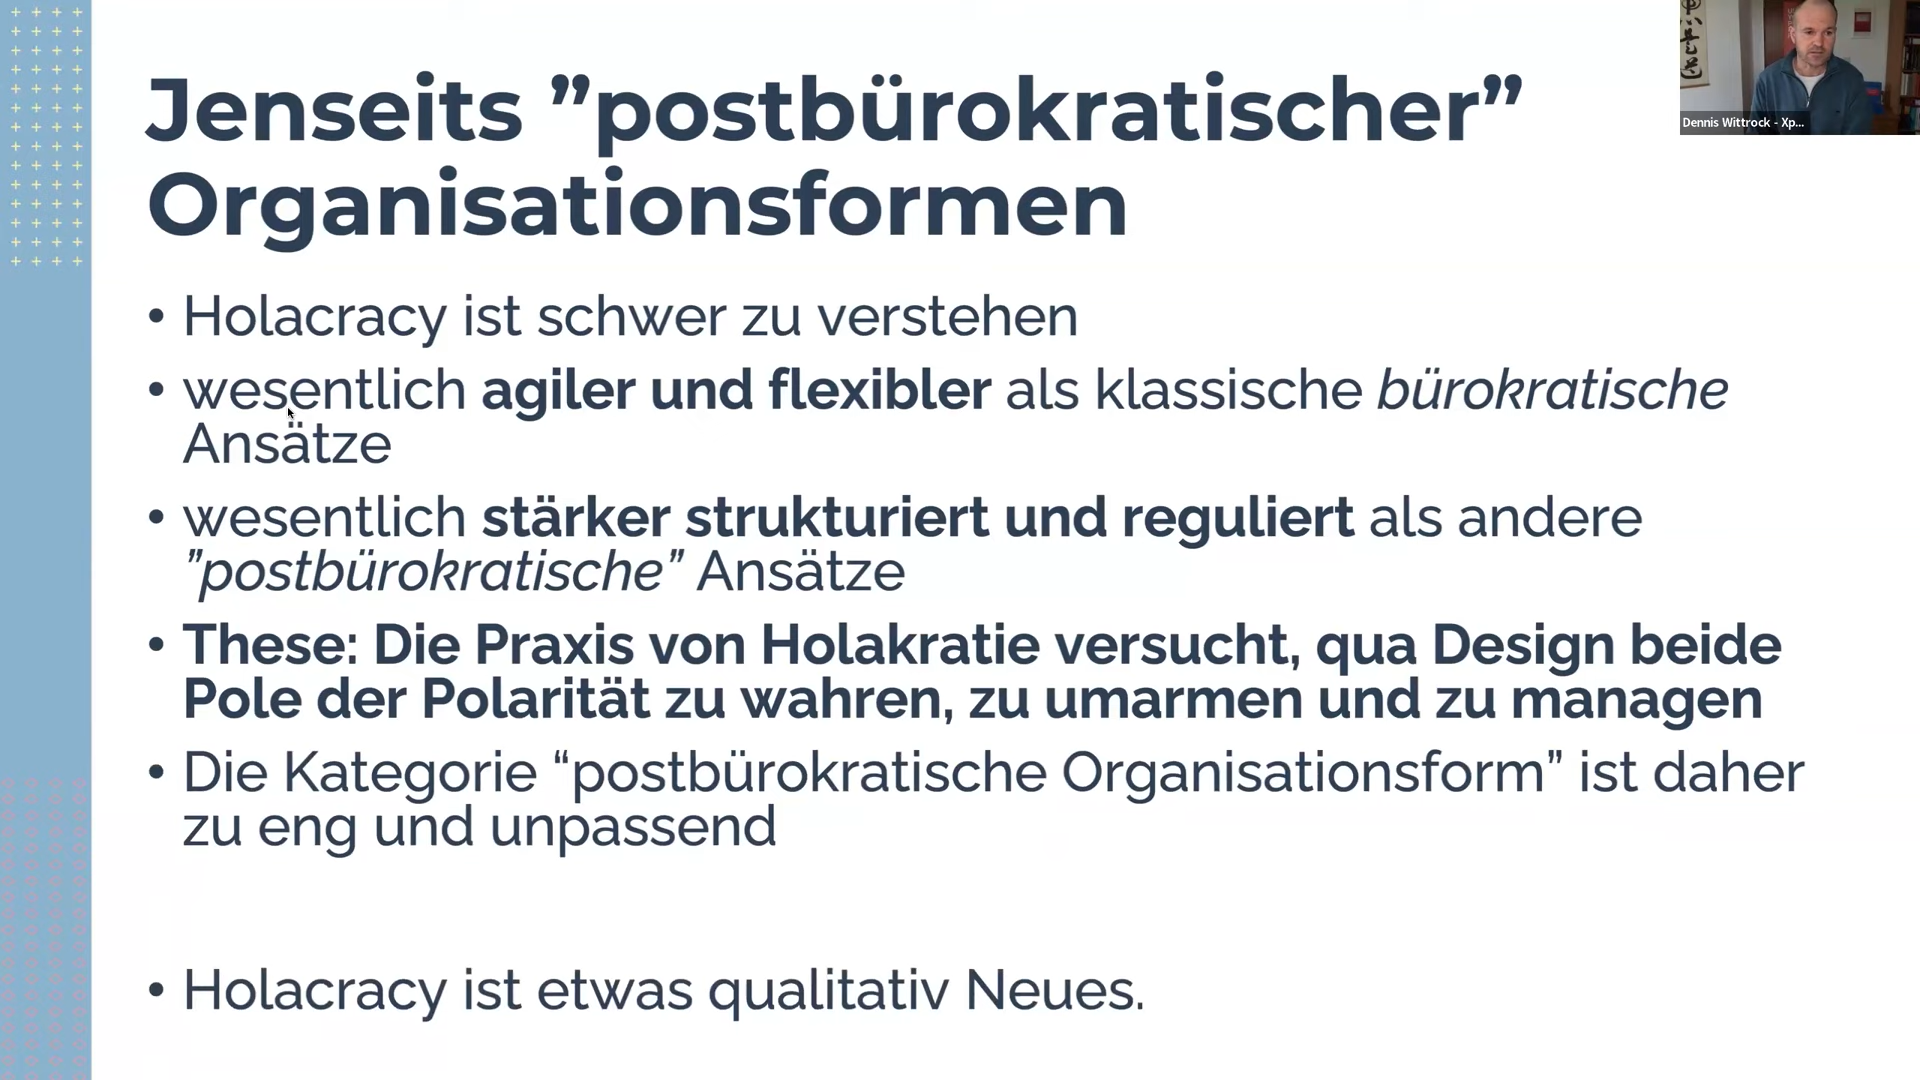 Jenseits ”postbürokratischer”
Organisationsformen
Dennis Wittrock - Xp...
• Holacracy ist schwer zu verstehen
• wesentlich agiler und flexibler als klassische bürokratische
Ansätze
• wesentlich stärker strukturiert und reguliert als andere
”postbürokratische” Ansätze
• These: Die Praxis von Holakratie versucht, qua Design beide
Pole der Polarität zu wahren, zu umarmen und zu managen
• Die Kategorie “postbürokratische Organisationsform” ist daher
zu eng und unpassend
• Holacracy ist etwas qualitativ Neues.